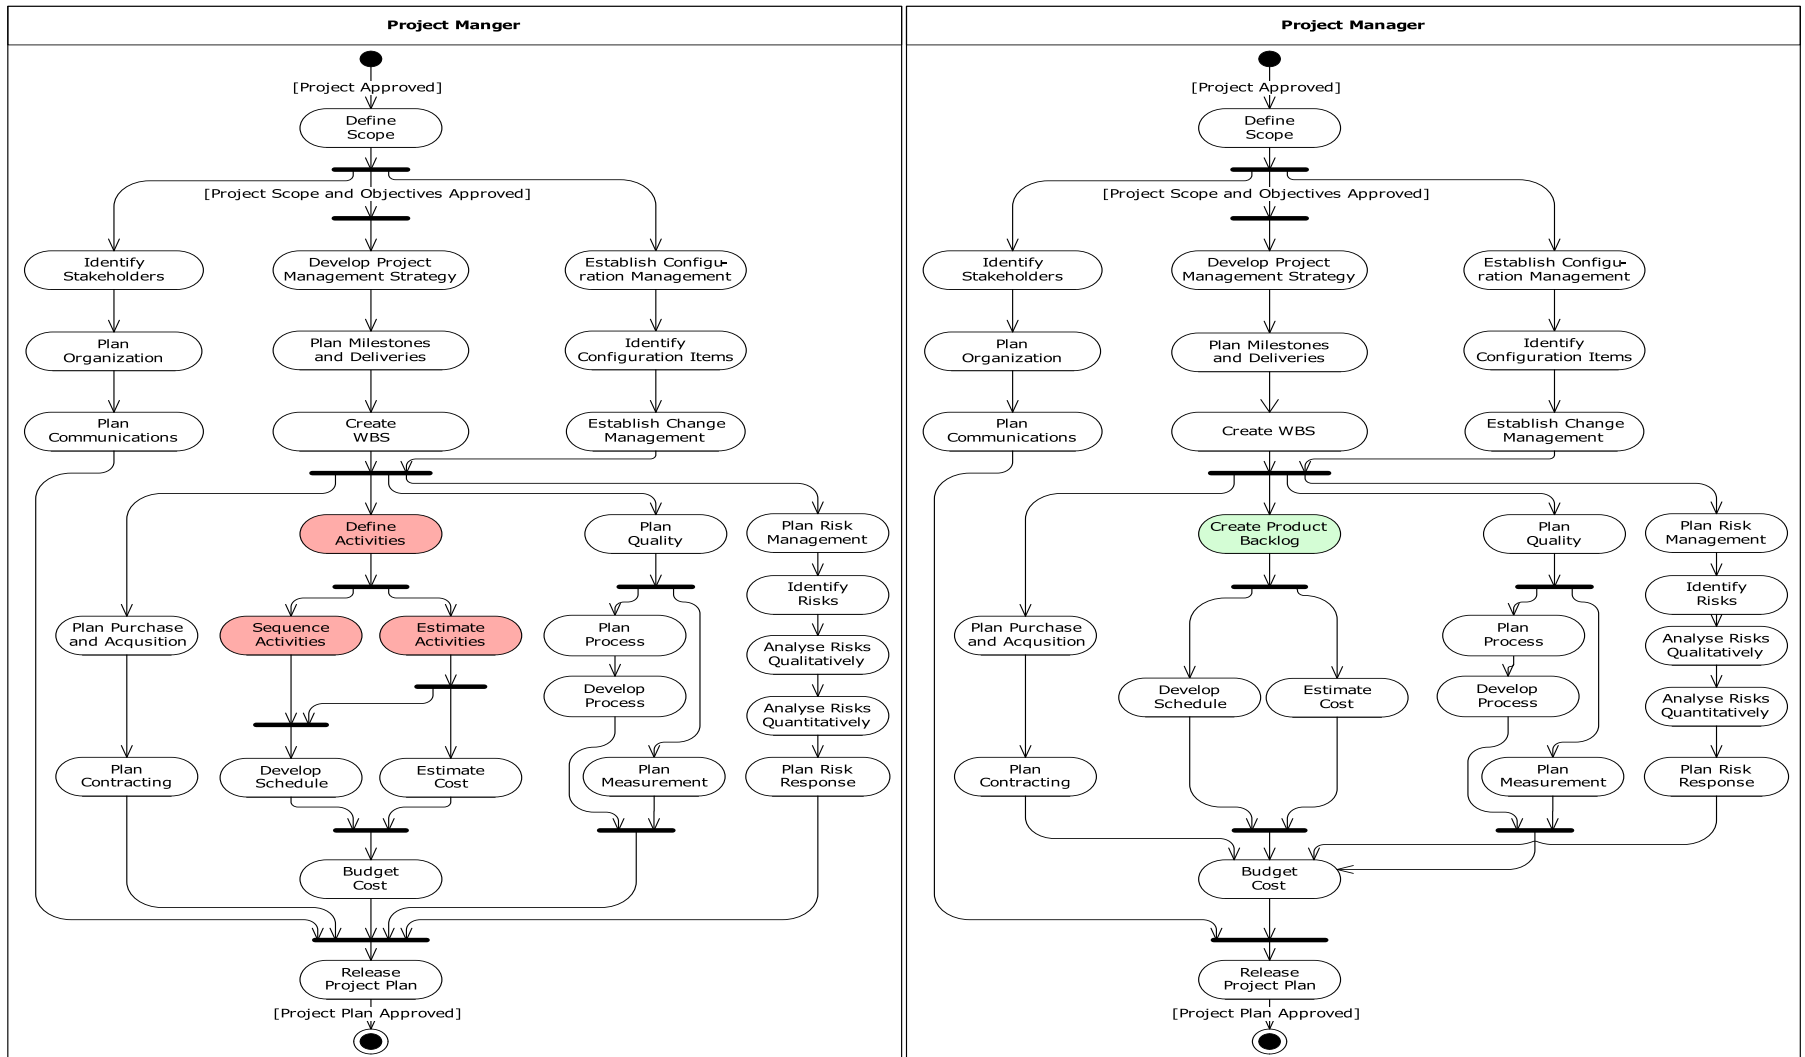 Project Manger
[Project Approved]
Define
Scope
[Project Scope and Objectives Approved]
Identify
Stakeholders
Develop Project
Management Strategy
Establish Configu-
ration Management
Plan
Organization
Plan Milestones
and Deliveries
Identify
Configuration Items
Plan
Communications
Create
WBS
Establish Change
Management
Define
Activities
Plan
Quality
Plan Risk
Management
Identify
Risks
Plan Purchase
and Acqusition
Sequence
Activities
Estimate
Activities
Plan
Process
Analyse Risks
Qualitatively
Develop
Process
Analyse Risks
Quantitatively
Plan
Contracting
Develop
Schedule
Estimate
Cost
Plan
Measurement
Plan Risk
Response
Budget
Cost
Release
Project Plan
[Project Plan Approved]
Project Manager
[Project Approved]
Define
Scope
[Project Scope and Objectives Approved]
Identify
Stakeholders
Develop Project
Management Strategy
Establish Configu-
ration Management
Plan
Organization
Plan Milestones
and Deliveries
Identify
Configuration Items
Plan
Communications
Create WBS
Establish Change
Management
Create Product
Backlog
Plan
Quality
Plan Risk
Management
Identify
Risks
Plan Purchase
and Acqusition
Plan
Process
Analyse Risks
Qualitatively
Develop
Schedule
Estimate
Cost
Develop
Process
Analyse Risks
Quantitatively
Plan
Contracting
Plan
Measurement
Plan Risk
Response
Budget
Cost
Release
Project Plan
[Project Plan Approved]